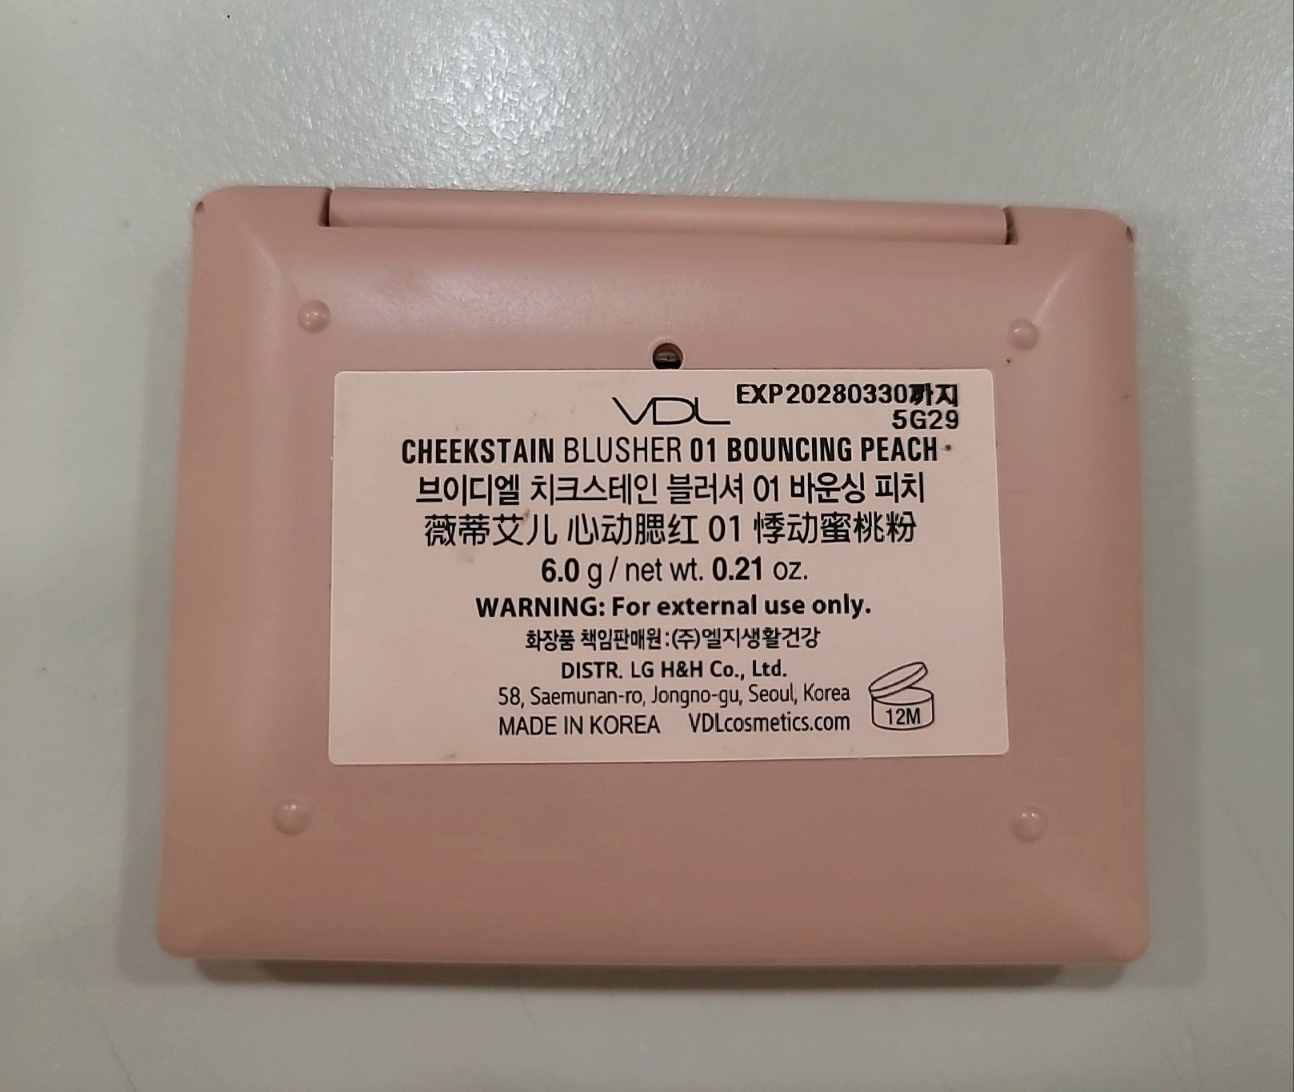 VDL
EXP20280330까지
5G29
CHEEKSTAIN BLUSHER 01 BOUNCING PEACH
브이디엘 치크스테인 블러셔 01 바운싱 피치
薇蒂艾儿 心动腮红 01 悸动蜜桃粉
6.0 g / net wt. 0.21 oz.
WARNING: For external use only.
화장품 책임판매원:(주)엘지생활건강
DISTR. LG H&H Co., Ltd.
58, Saemunan-ro, Jongno-gu, Seoul, Korea
MADE IN KOREA VDLcosmetics.com
12M